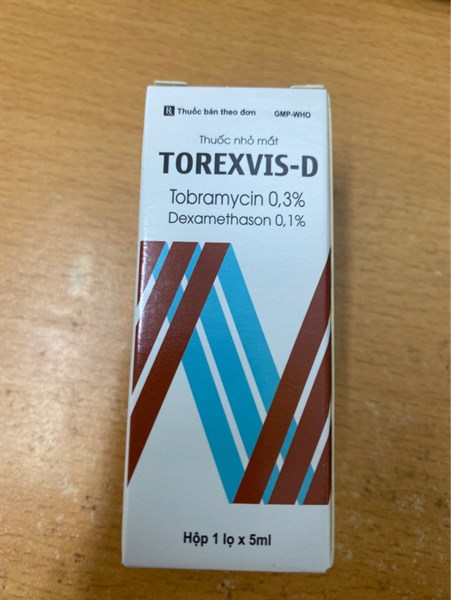 Rx Thuốc bán theo đơn GMP-WHO
Thuốc nhỏ mắt
TOREXVIS-D
Tobramycin 0,3%
Dexamethason 0,1%
Hộp 1 lọ x 5ml